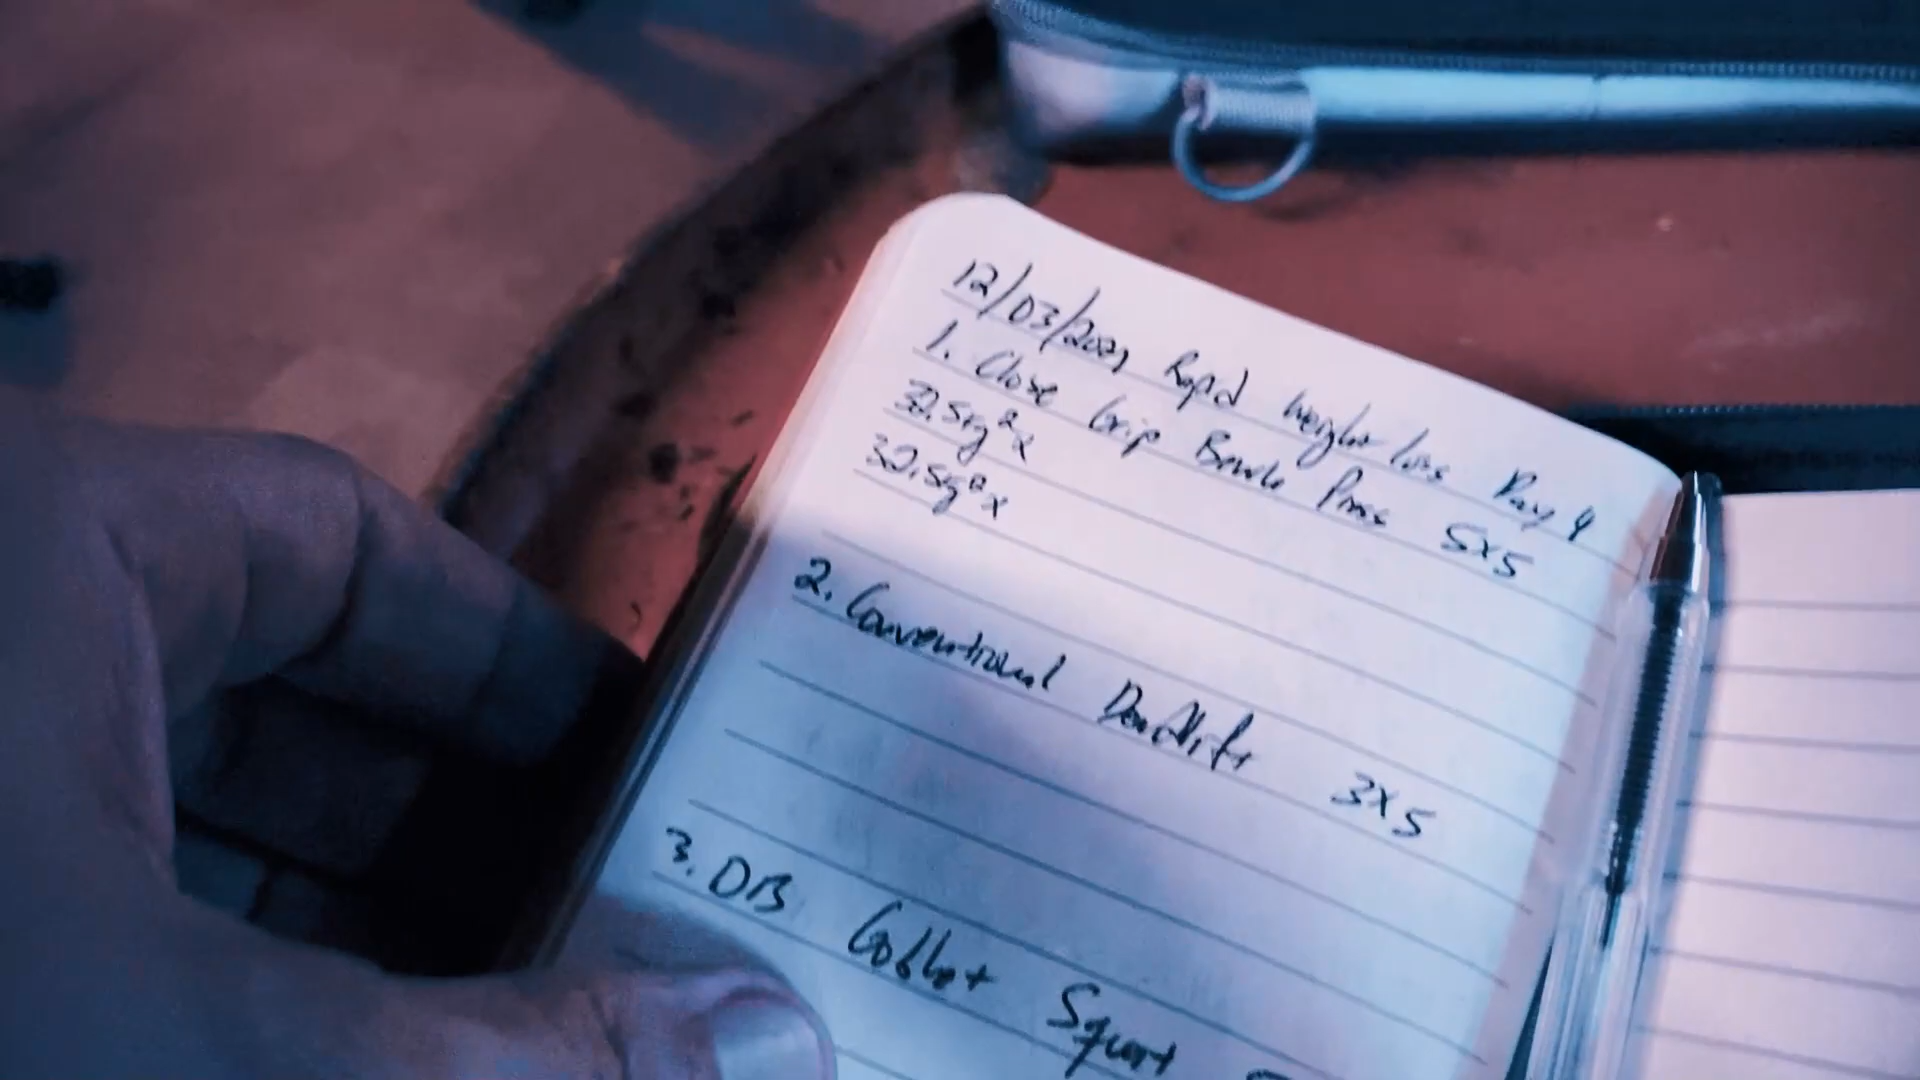 12/03/2021 Rapid Weight Loss Day 4
1. Close Grip Bench Press 5x5
32.5kg x
32.5kg x
2. Conventional Deadlift 3x5
3. DB Goblet Squat